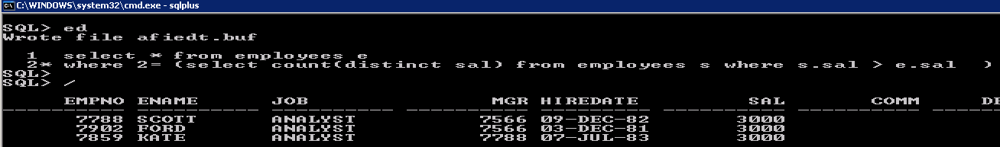 C:\WINDOWS\system32\cmd.exe - sqlplus
SQL> ed
Wrote file afiedt.buf
1 select * from employees e
2* where 2= (select count(distinct sal) from employees s where s.sal > e.sal )
SQL>
SQL> /
EMPNO ENAME JOB MGR HIREDATE SAL COMM DE
7788 SCOTT ANALYST 7566 09-DEC-82 3000
7902 FORD ANALYST 7566 03-DEC-81 3000
7859 KATE ANALYST 7788 07-JUL-83 3000